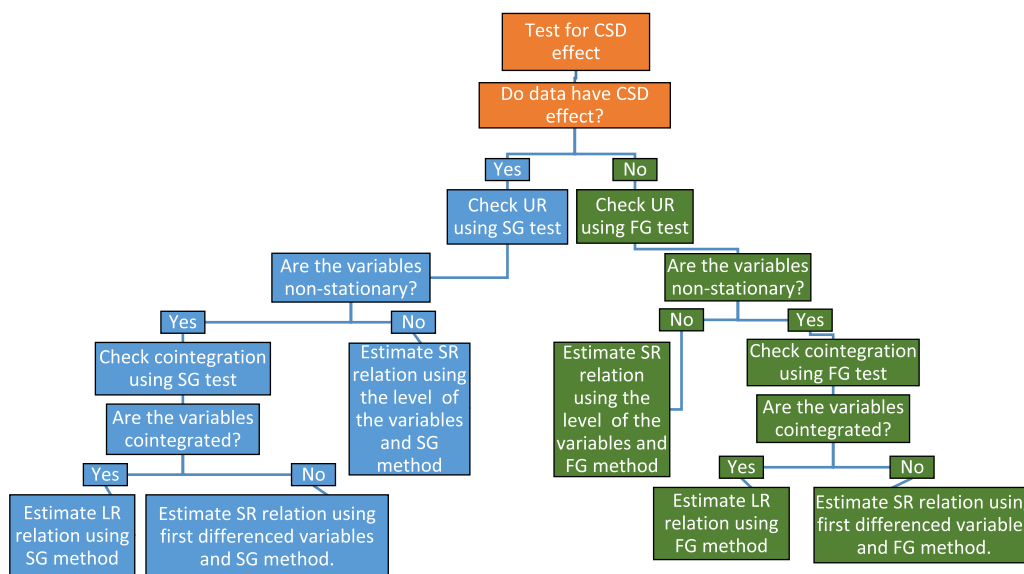 Test for CSD
effect
Do data have CSD
effect?
Yes
No
Check UR
using SG test
Check UR
using FG test
Are the variables
non-stationary?
Are the variables
non-stationary?
Yes
No
No
Yes
Check cointegration
using SG test
Estimate SR
relation using
the level of
the variables
and SG
method
Estimate SR
relation
using the
level of the
variables and
FG method
Check cointegration
using FG test
Are the variables
cointegrated?
Are the variables
cointegrated?
Yes
No
Yes
No
Estimate LR
relation using
SG method
Estimate SR relation using
first differenced variables
and SG method.
Estimate LR
relation using
FG method
Estimate SR relation using
first differenced variable
and FG method.